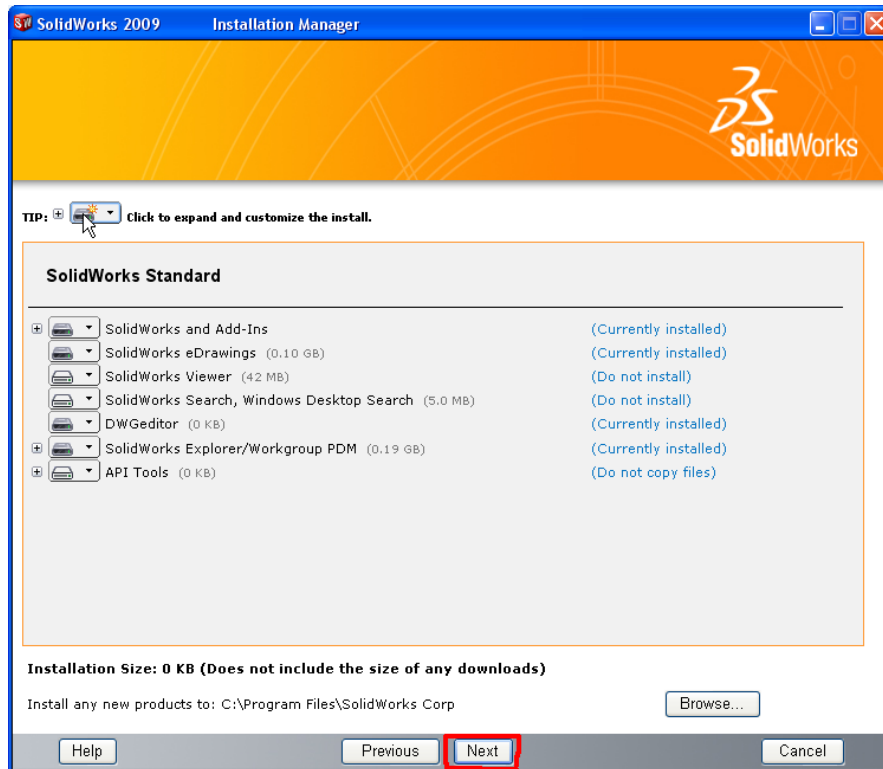 SolidWorks 2009 Installation Manager
SolidWorks
TIP: Click to expand and customize the install.
SolidWorks Standard
SolidWorks and Add-Ins (Currently installed)
SolidWorks eDrawings (0.10 GB) (Currently installed)
SolidWorks Viewer (42 MB) (Do not install)
SolidWorks Search, Windows Desktop Search (5.0 MB) (Do not install)
DWGeditor (0 KB) (Currently installed)
SolidWorks Explorer/Workgroup PDM (0.19 GB) (Currently installed)
API Tools (0 KB) (Do not copy files)
Installation Size: 0 KB (Does not include the size of any downloads)
Install any new products to: C:\Program Files\SolidWorks Corp Browse...
Help Previous Next Cancel